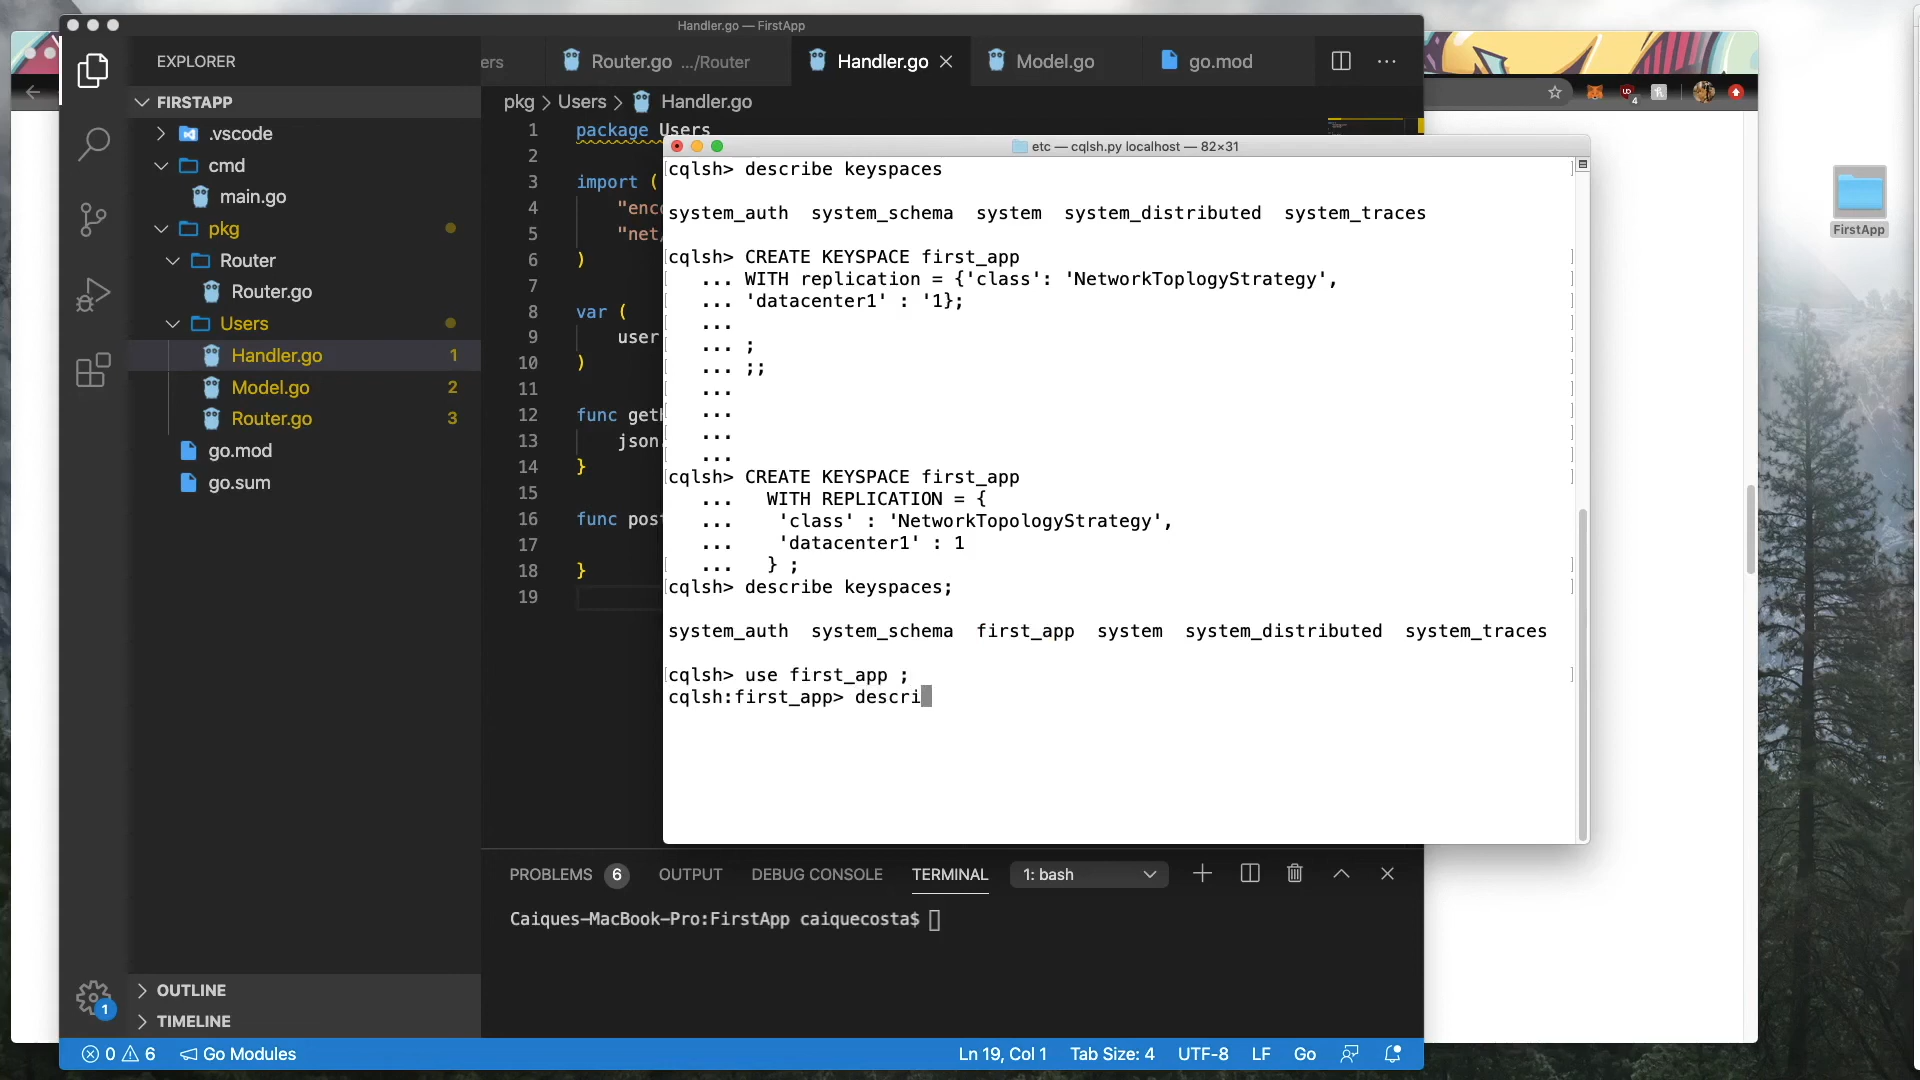 Handler.go — FirstApp
EXPLORER
FIRSTAPP
.vscode
cmd
main.go
pkg
Router
Router.go
Users
Handler.go 1
Model.go 2
Router.go 3
go.mod
go.sum
OUTLINE
TIMELINE
ers
Router.go .../Router
Handler.go
Model.go
go.mod
pkg > Users > Handler.go
1 package Users
2
3 import (
4 "enc
5 "net/
6 )
7
8 var (
9 user
10 )
11
12 func geth
13 json.
14 }
15
16 func post
17
18 }
19
etc — cqlsh.py localhost — 82×31
cqlsh> describe keyspaces
system_auth system_schema system system_distributed system_traces
cqlsh> CREATE KEYSPACE first_app
... WITH replication = {'class': 'NetworkToplogyStrategy',
... 'datacenter1' : '1};
...
... ;
... ;;
...
...
...
...
cqlsh> CREATE KEYSPACE first_app
... WITH REPLICATION = {
... 'class' : 'NetworkTopologyStrategy',
... 'datacenter1' : 1
... } ;
cqlsh> describe keyspaces;
system_auth system_schema first_app system system_distributed system_traces
cqlsh> use first_app ;
cqlsh:first_app> descri
PROBLEMS 6 OUTPUT DEBUG CONSOLE TERMINAL 1: bash
Caiques-MacBook-Pro:FirstApp caiquecosta$
1
0 6 Go Modules
Ln 19, Col 1 Tab Size: 4 UTF-8 LF Go
4
FirstApp